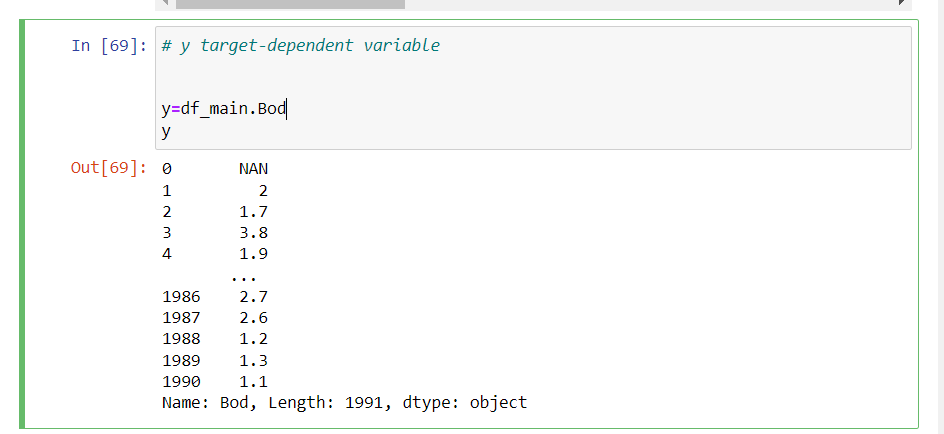 In [69]: # y target-dependent variable
y=df_main.Bod
y
Out[69]: 0 NAN
1 2
2 1.7
3 3.8
4 1.9
...
1986 2.7
1987 2.6
1988 1.2
1989 1.3
1990 1.1
Name: Bod, Length: 1991, dtype: object